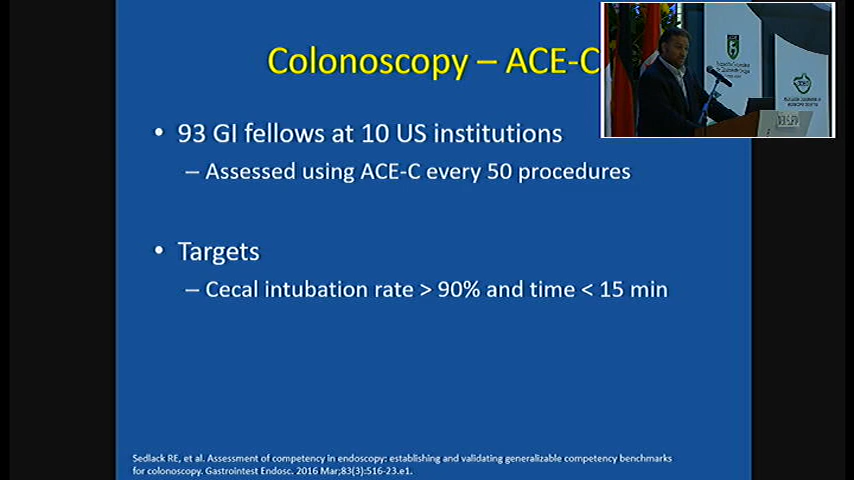 Colonoscopy – ACE-C
• 93 GI fellows at 10 US institutions
– Assessed using ACE-C every 50 procedures
• Targets
– Cecal intubation rate > 90% and time < 15 min
Sedlack RE, et al. Assessment of competency in endoscopy: establishing and validating generalizable competency benchmarks
for colonoscopy. Gastrointest Endosc. 2016 Mar;83(3):516-23.e1.